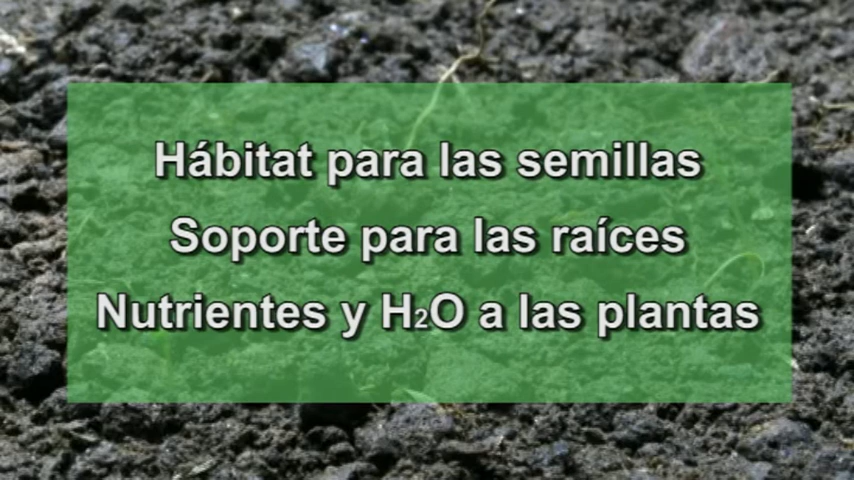 Hábitat para las semillas
Soporte para las raíces
Nutrientes y H₂O a las plantas